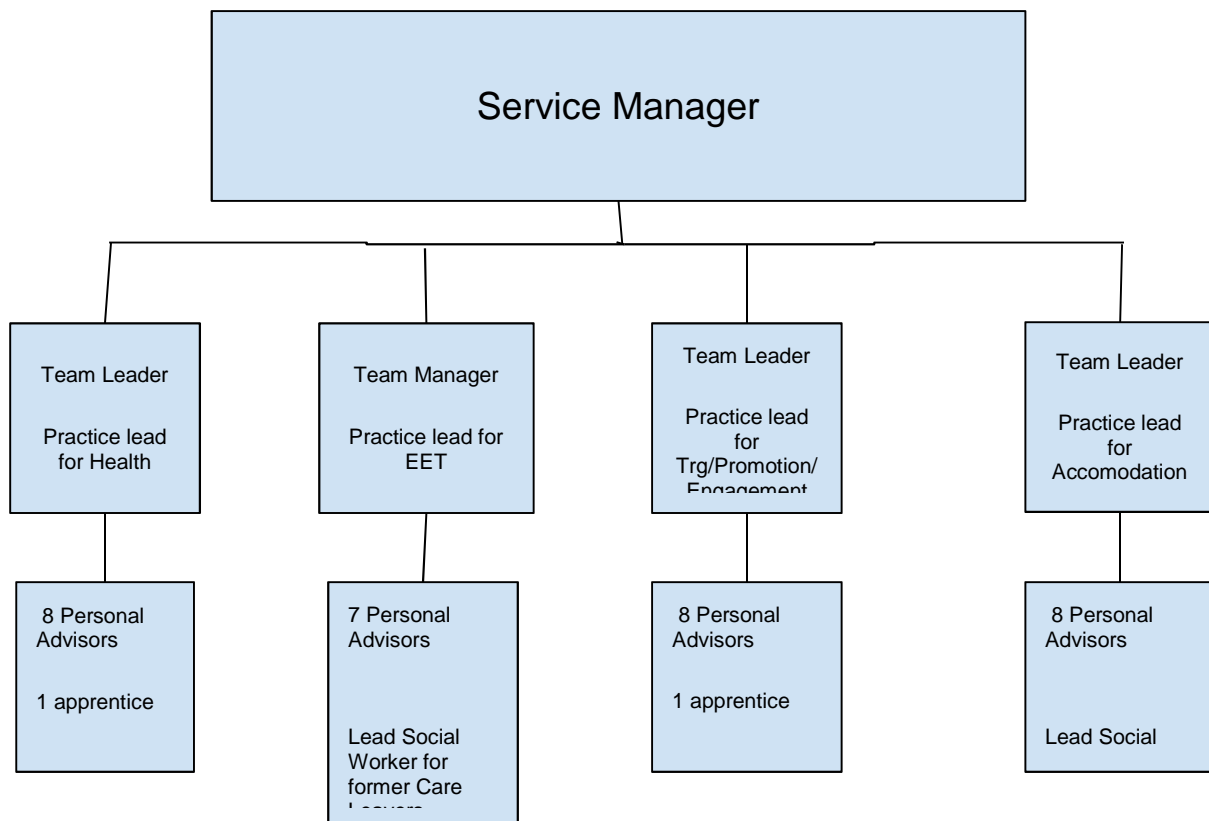 Service Manager
Team Leader
Practice lead
for Health
Team Manager
Practice lead for
EET
Team Leader
Practice lead
for
Trg/Promotion/
Engagement
Team Leader
Practice lead
for
Accomodation
8 Personal
Advisors
1 apprentice
7 Personal
Advisors
Lead Social
Worker for
former Care
Leavers
8 Personal
Advisors
1 apprentice
8 Personal
Advisors
Lead Social